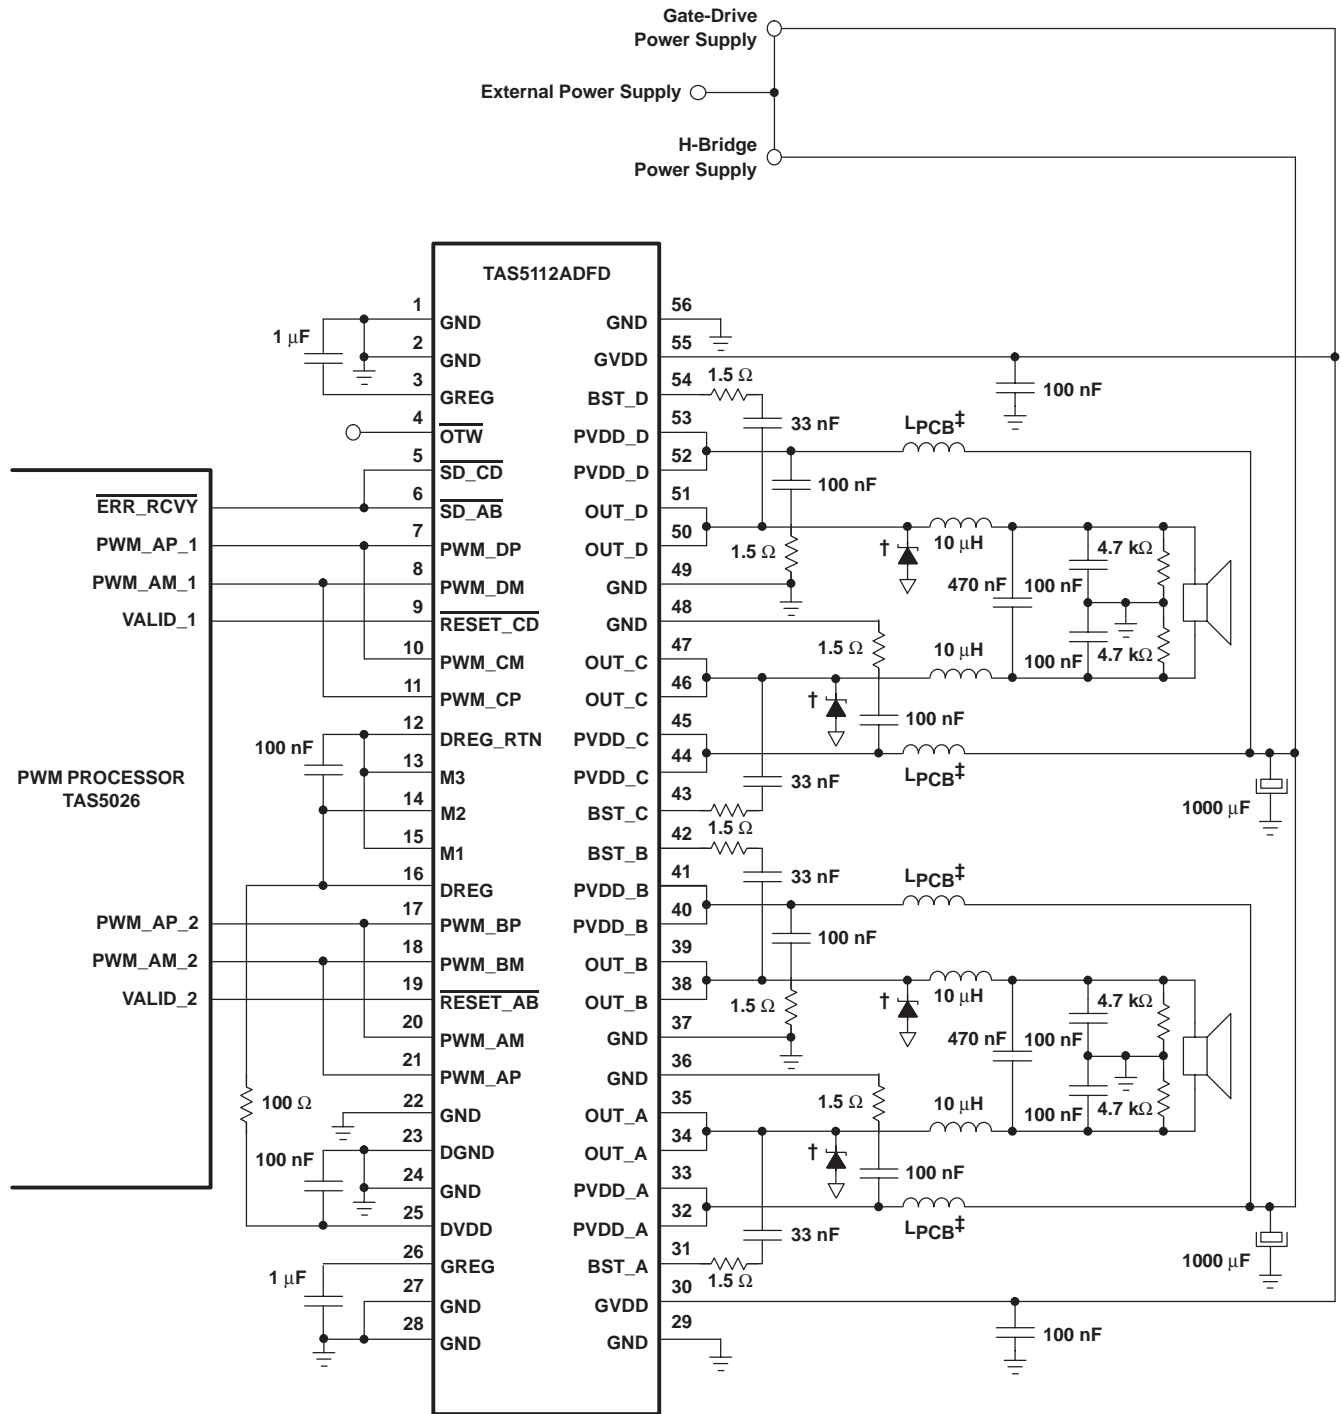 Gate-Drive
Power Supply
External Power Supply
H-Bridge
Power Supply
TAS5112ADFD
1
GND
2
GND
3
GREG
4
OTW
5
SD_CD
6
SD_AB
7
PWM_DP
8
PWM_DM
9
RESET_CD
10
PWM_CM
11
PWM_CP
12
DREG_RTN
13
M3
14
M2
15
M1
16
DREG
17
PWM_BP
18
PWM_BM
19
RESET_AB
20
PWM_AM
21
PWM_AP
22
GND
23
DGND
24
GND
25
DVDD
26
GREG
27
GND
28
GND
56
GND
55
GVDD
54
BST_D
53
PVDD_D
52
PVDD_D
51
OUT_D
50
OUT_D
49
GND
48
GND
47
OUT_C
46
OUT_C
45
PVDD_C
44
PVDD_C
43
BST_C
42
BST_B
41
PVDD_B
40
PVDD_B
39
OUT_B
38
OUT_B
37
GND
36
GND
35
OUT_A
34
OUT_A
33
PVDD_A
32
PVDD_A
31
BST_A
30
GVDD
29
GND
ERR_RCVY
PWM_AP_1
PWM_AM_1
VALID_1
PWM PROCESSOR
TAS5026
PWM_AP_2
PWM_AM_2
VALID_2
1 μF
100 nF
100 Ω
100 nF
1 μF
1.5 Ω
100 nF
33 nF
LPCB‡
100 nF
1.5 Ω
†
10 μH
4.7 kΩ
470 nF
100 nF
1.5 Ω
10 μH
100 nF
4.7 kΩ
†
100 nF
LPCB‡
33 nF
1000 μF
1.5 Ω
33 nF
LPCB‡
100 nF
1.5 Ω
†
10 μH
4.7 kΩ
470 nF
100 nF
1.5 Ω
10 μH
100 nF
4.7 kΩ
†
100 nF
LPCB‡
33 nF
1000 μF
1.5 Ω
100 nF